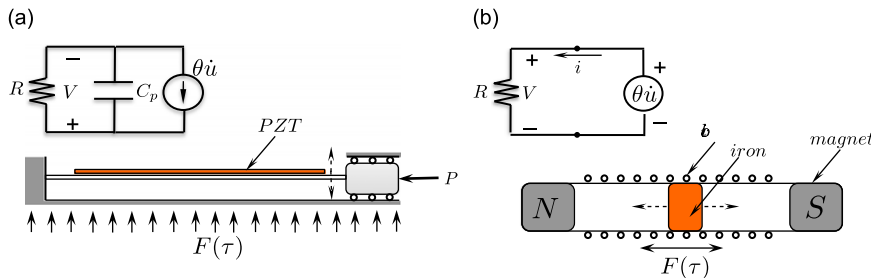 (a)
− θu̇
R V C_p
+
PZT
P
F(τ)
(b)
+ i +
R V θu̇
− −
iron
magnet
N S
F(τ)